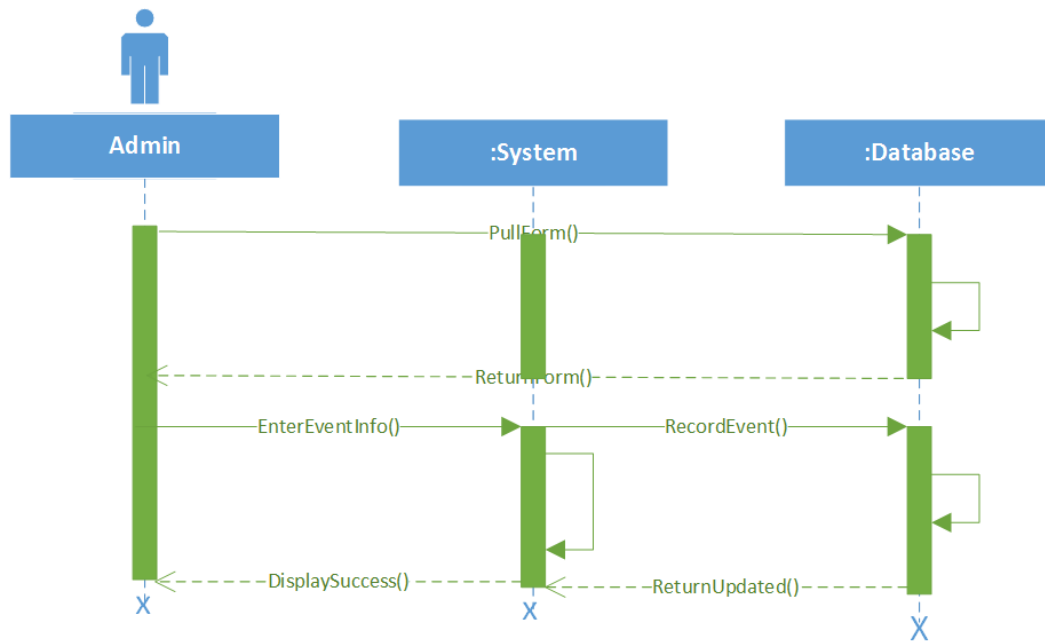 Admin
:System
:Database
PullForm()
ReturnForm()
EnterEventInfo()
RecordEvent()
DisplaySuccess()
ReturnUpdated()
X
X
X